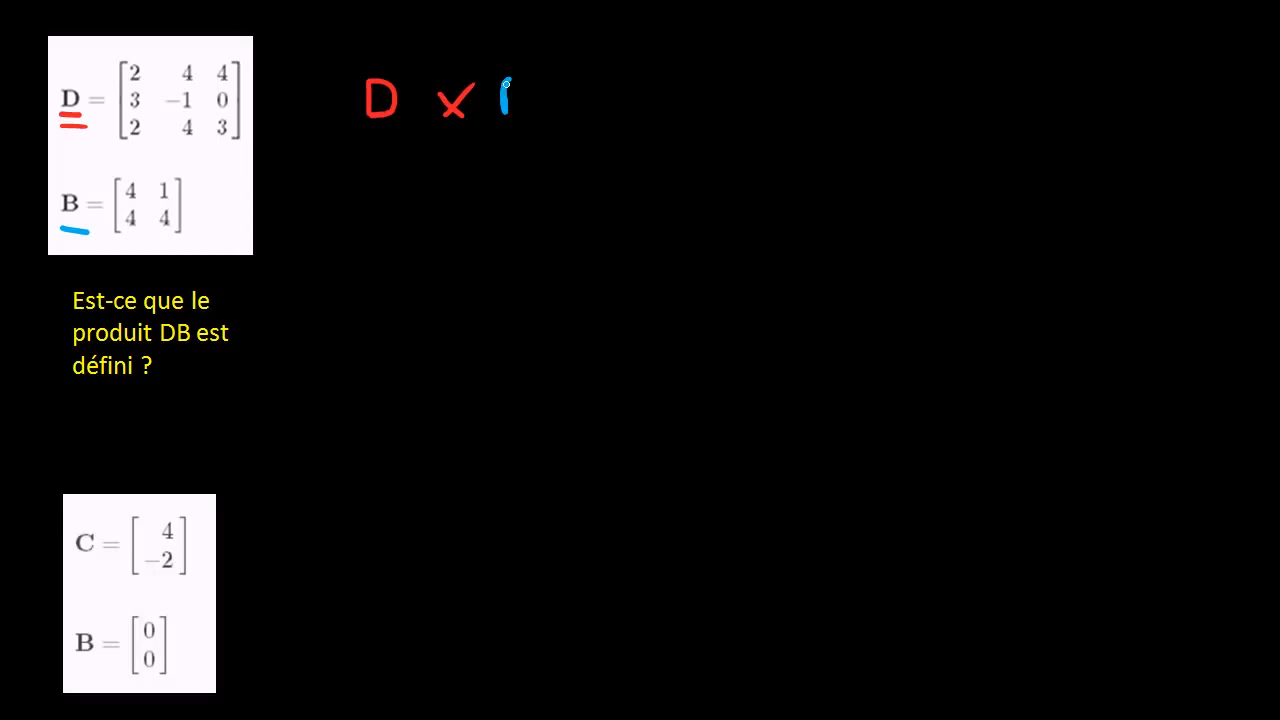 D = [2 4 4
3 −1 0
2 4 3]
D ×
B = [4 1
4 4]
Est-ce que le
produit DB est
défini ?
C = [4
−2]
B = [0
0]